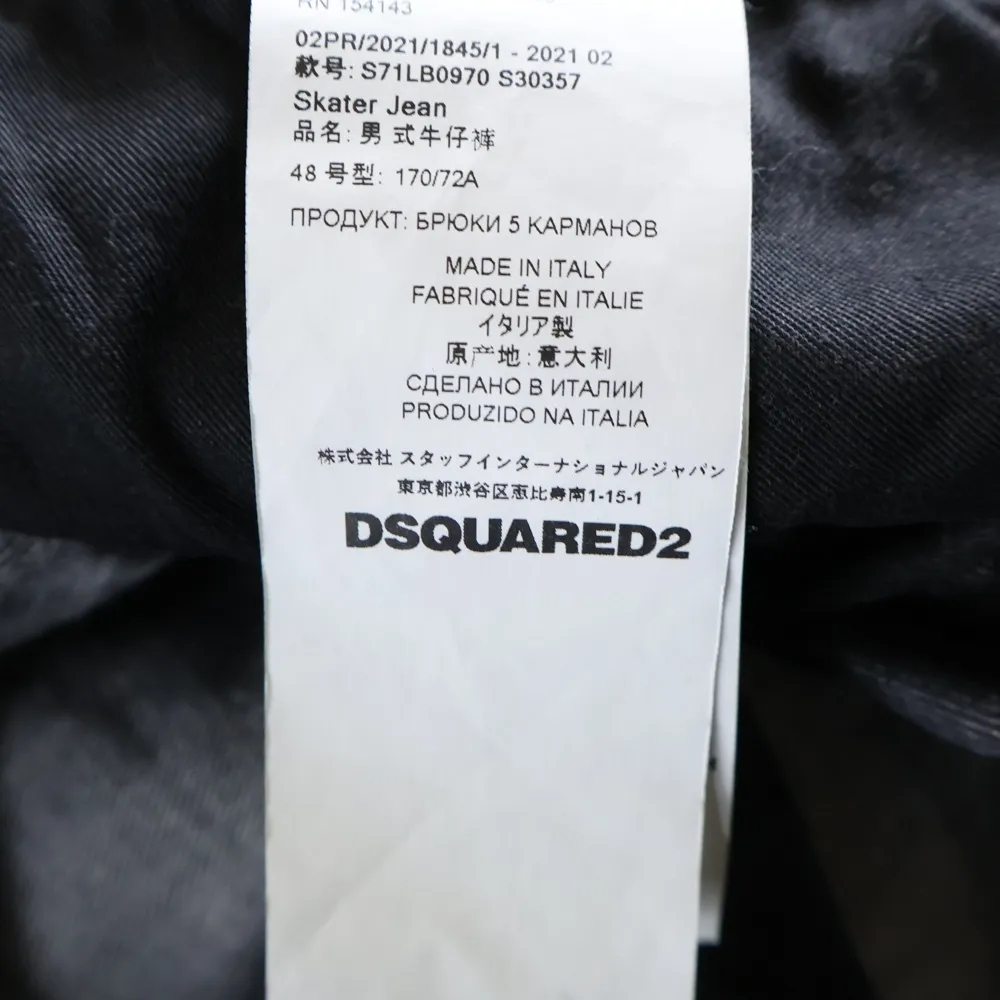 RN 154143
02PR/2021/1845/1 - 2021 02
款号: S71LB0970 S30357
Skater Jean
品名: 男 式牛仔裤
48 号型: 170/72A
ПРОДУКТ: БРЮКИ 5 КАРМАНОВ
MADE IN ITALY
FABRIQUÉ EN ITALIE
イタリア製
原产地: 意大利
СДЕЛАНО В ИТАЛИИ
PRODUZIDO NA ITALIA
株式会社 スタッフインターナショナルジャパン
東京都渋谷区恵比寿南1-15-1
DSQUARED2